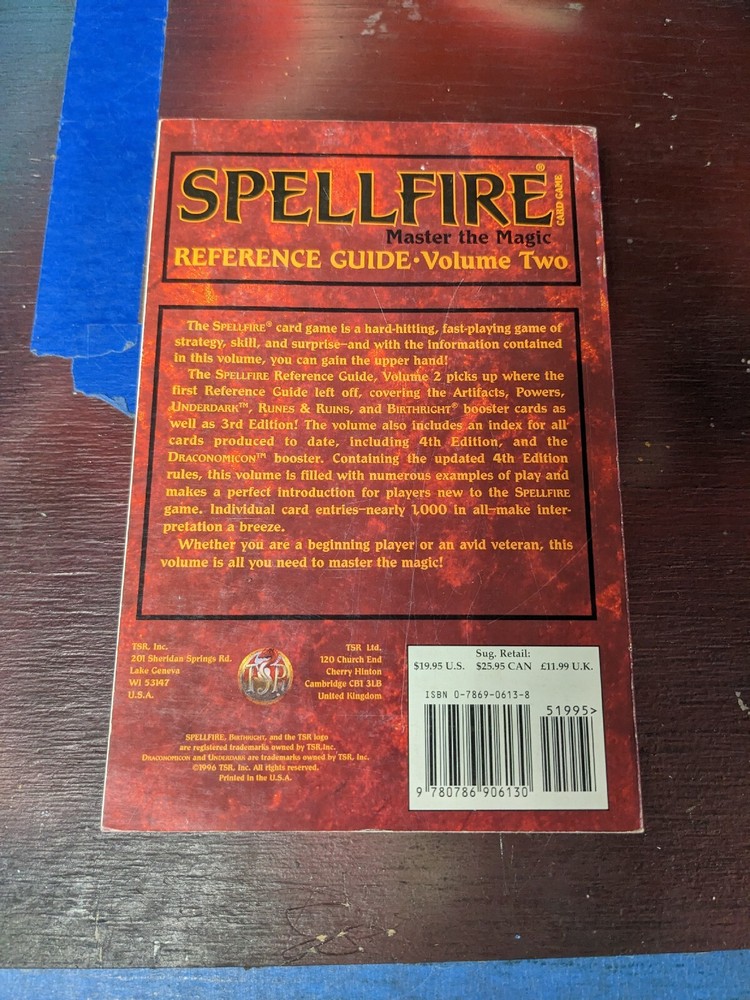 SPELLFIRE®
CARD GAME
Master the Magic
REFERENCE GUIDE•Volume Two
The SPELLFIRE® card game is a hard-hitting, fast-playing game of
strategy, skill, and surprise—and with the information contained
in this volume, you can gain the upper hand!
The SPELLFIRE Reference Guide, Volume 2 picks up where the
first Reference Guide left off, covering the Artifacts, Powers,
UNDERDARK™, RUNES & RUINS, and BIRTHRIGHT® booster cards as
well as 3rd Edition! The volume also includes an index for all
cards produced to date, including 4th Edition, and the
DRACONOMICON™ booster. Containing the updated 4th Edition
rules, this volume is filled with numerous examples of play and
makes a perfect introduction for players new to the SPELLFIRE
game. Individual card entries—nearly 1,000 in all—make inter-
pretation a breeze.
Whether you are a beginning player or an avid veteran, this
volume is all you need to master the magic!
TSR, Inc.
201 Sheridan Springs Rd.
Lake Geneva
WI 53147
U.S.A.
TSR
TSR Ltd.
120 Church End
Cherry Hinton
Cambridge CB1 3LB
United Kingdom
SPELLFIRE, BIRTHRIGHT, and the TSR logo
are registered trademarks owned by TSR, Inc.
DRACONOMICON and UNDERDARK are trademarks owned by TSR, Inc.
©1996 TSR, Inc. All rights reserved.
Printed in the U.S.A.
Sug. Retail:
$19.95 U.S. $25.95 CAN £11.99 U.K.
ISBN 0-7869-0613-8
51995>
9 780786 906130